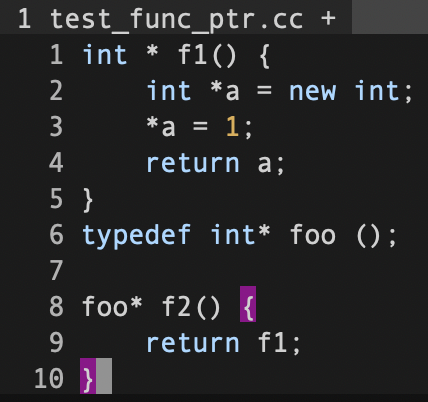 1 test_func_ptr.cc +
1 int * f1() {
2     int *a = new int;
3     *a = 1;
4     return a;
5 }
6 typedef int* foo ();
7
8 foo* f2() {
9     return f1;
10 }